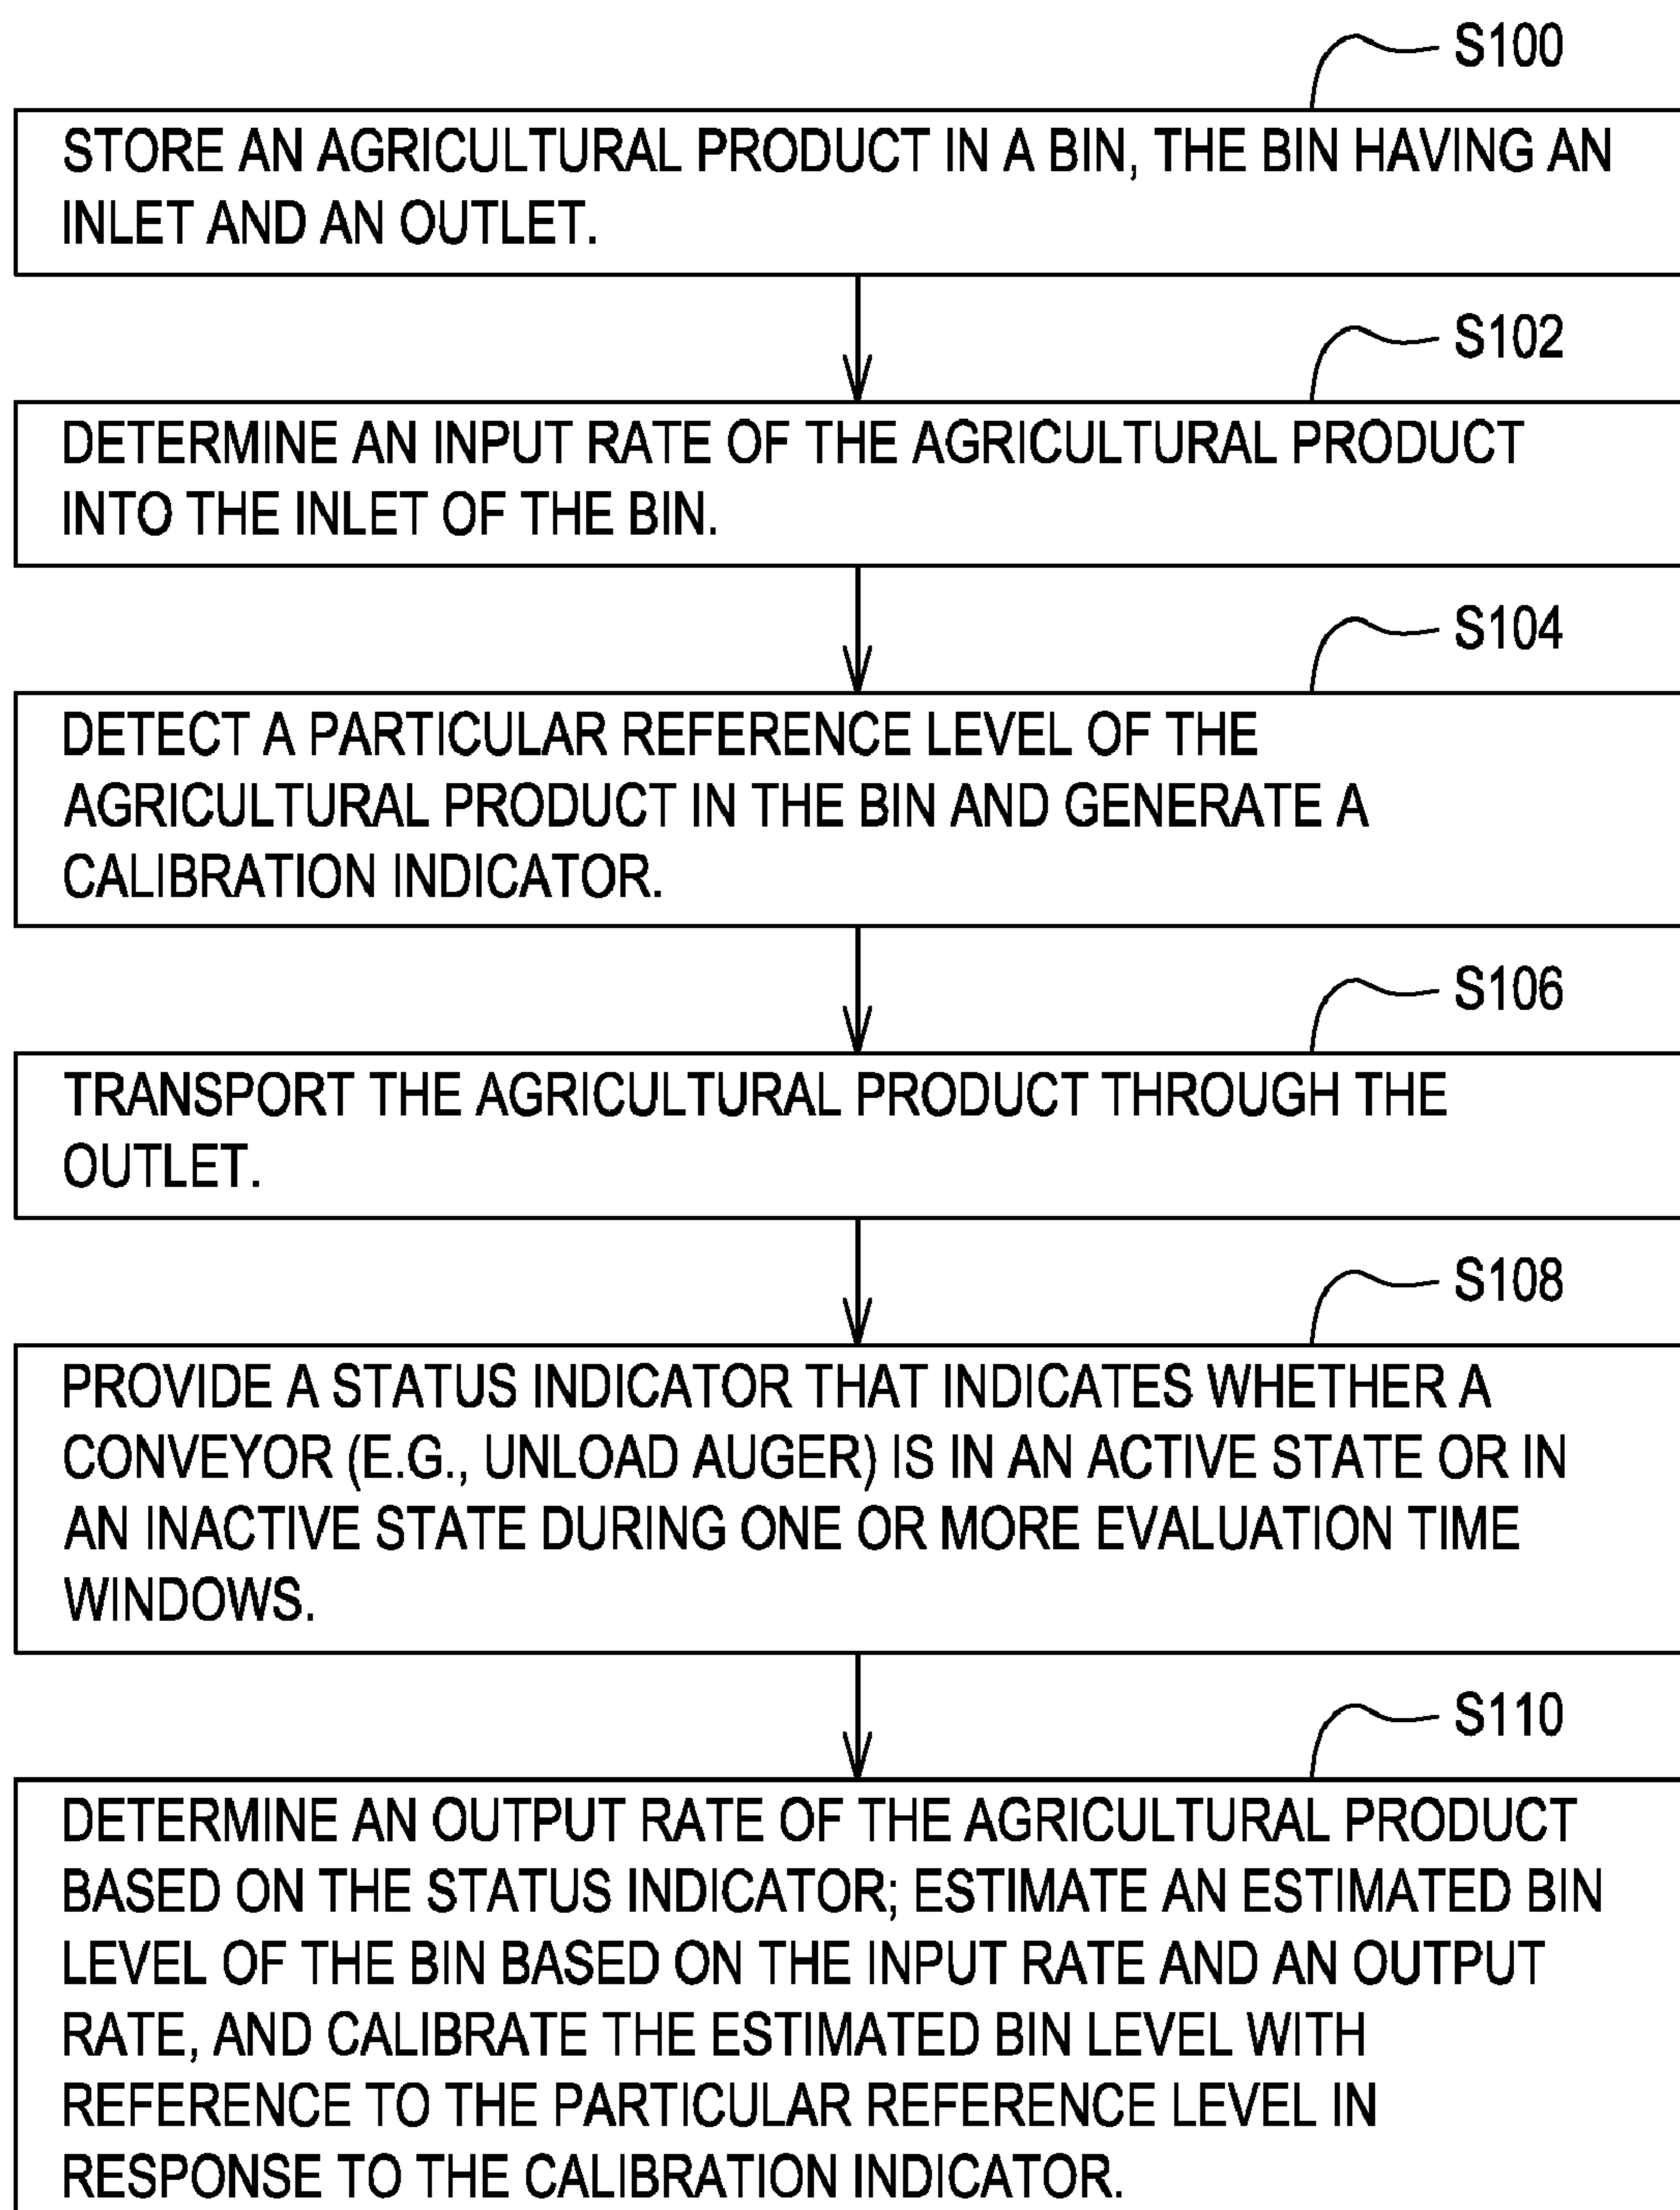 S100
STORE AN AGRICULTURAL PRODUCT IN A BIN, THE BIN HAVING AN
INLET AND AN OUTLET.
S102
DETERMINE AN INPUT RATE OF THE AGRICULTURAL PRODUCT
INTO THE INLET OF THE BIN.
S104
DETECT A PARTICULAR REFERENCE LEVEL OF THE
AGRICULTURAL PRODUCT IN THE BIN AND GENERATE A
CALIBRATION INDICATOR.
S106
TRANSPORT THE AGRICULTURAL PRODUCT THROUGH THE
OUTLET.
S108
PROVIDE A STATUS INDICATOR THAT INDICATES WHETHER A
CONVEYOR (E.G., UNLOAD AUGER) IS IN AN ACTIVE STATE OR IN
AN INACTIVE STATE DURING ONE OR MORE EVALUATION TIME
WINDOWS.
S110
DETERMINE AN OUTPUT RATE OF THE AGRICULTURAL PRODUCT
BASED ON THE STATUS INDICATOR; ESTIMATE AN ESTIMATED BIN
LEVEL OF THE BIN BASED ON THE INPUT RATE AND AN OUTPUT
RATE, AND CALIBRATE THE ESTIMATED BIN LEVEL WITH
REFERENCE TO THE PARTICULAR REFERENCE LEVEL IN
RESPONSE TO THE CALIBRATION INDICATOR.